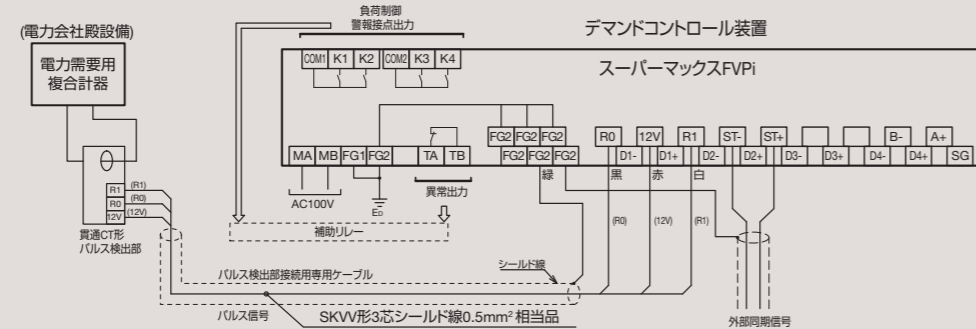 (電力会社殿設備)
電力需要用
複合計器
R1
R0
12V
(R1)
(R0)
(12V)
貫通CT形
パルス検出部
負荷制御
警報接点出力
デマンドコントロール装置
スーパーマックスFVPi
COM1 K1 K2 COM2 K3 K4
FG2 FG2 FG2 R0 12V R1 ST- ST+ B- A+
MA MB FG1 FG2 TA TB FG2 FG2 FG2 D1- D1+ D2- D2+ D3- D3+ D4- D4+ SG
緑 黒 赤 白
AC100V
ED
異常出力
(R0) (12V) (R1)
補助リレー
シールド線
パルス検出部接続用専用ケーブル
パルス信号
SKVV形3芯シールド線0.5mm²相当品
外部同期信号